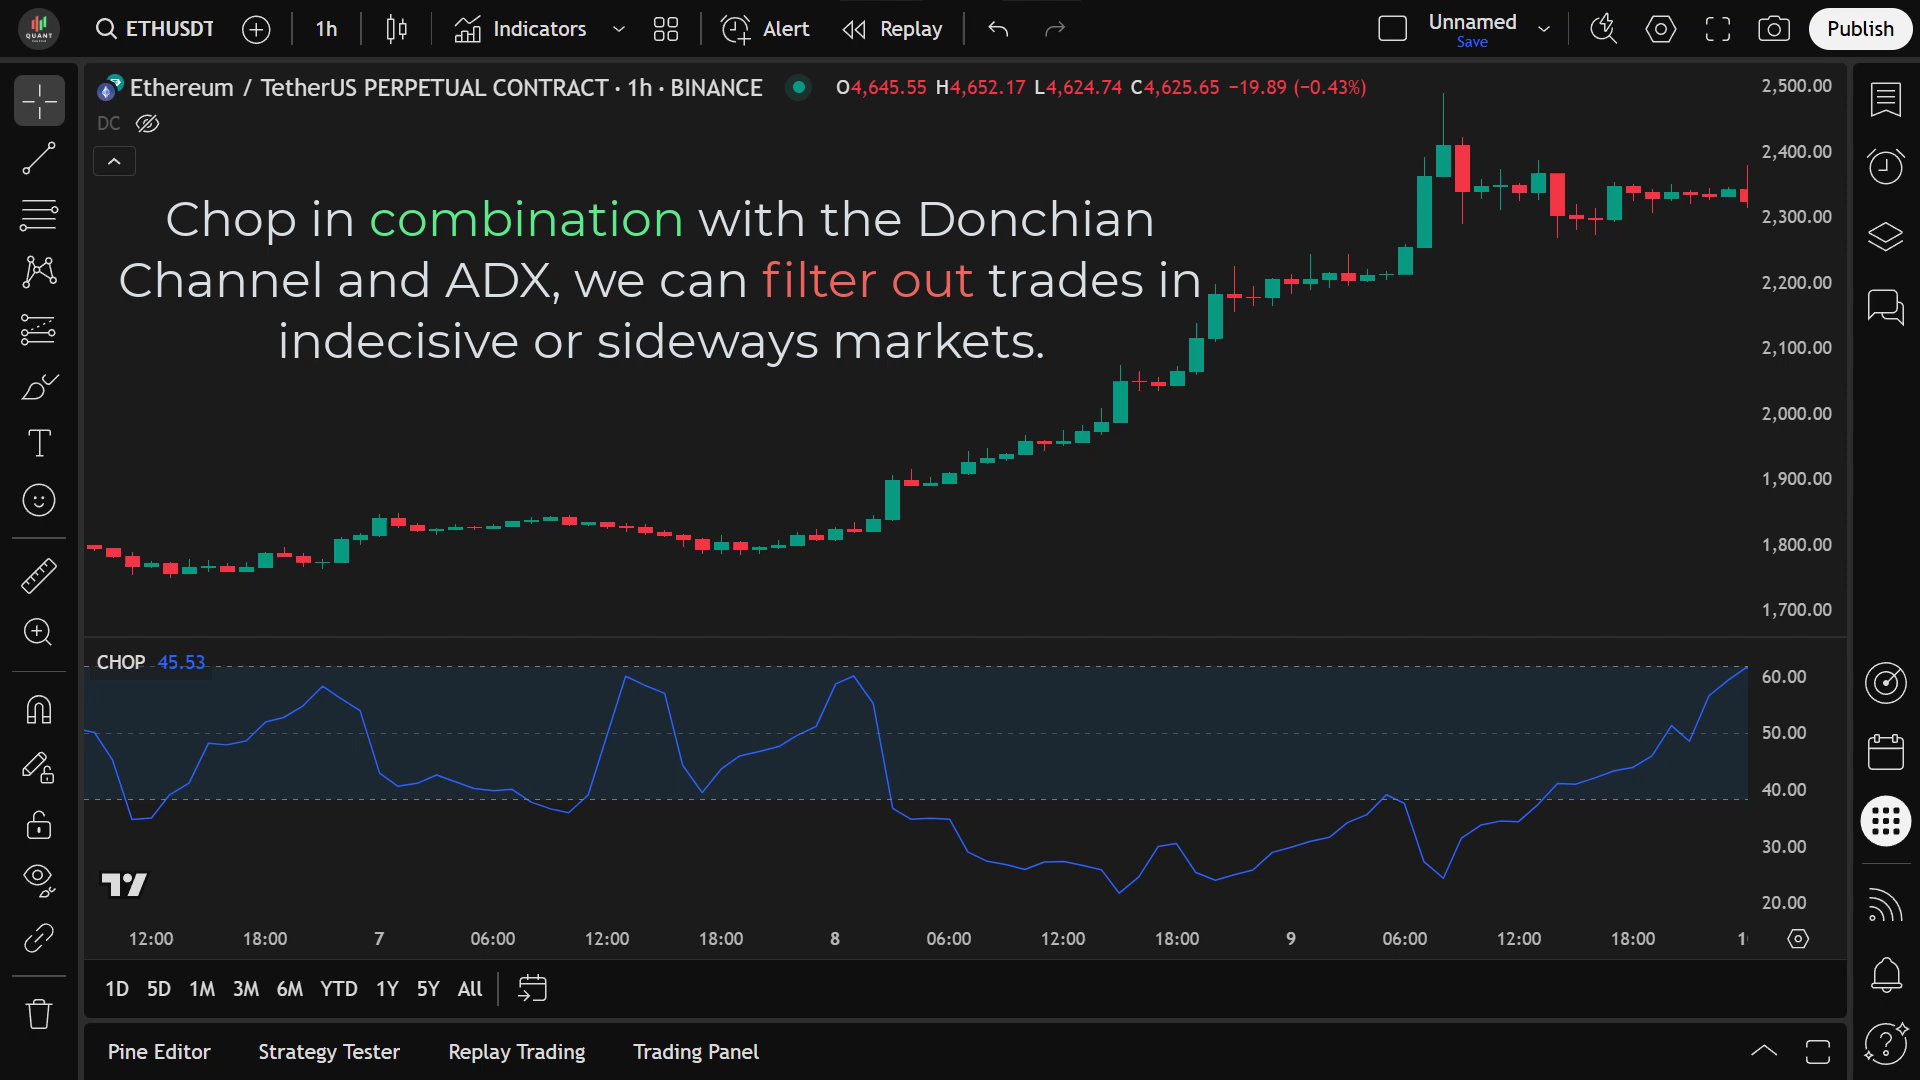 QUANT
ETHUSDT
1h
Indicators
Alert
Replay
Unnamed
Save
Publish
Ethereum / TetherUS PERPETUAL CONTRACT · 1h · BINANCE
O4,645.55 H4,652.17 L4,624.74 C4,625.65 −19.89 (−0.43%)
DC
Chop in combination with the Donchian
Channel and ADX, we can filter out trades in
indecisive or sideways markets.
2,500.00
2,400.00
2,300.00
2,200.00
2,100.00
2,000.00
1,900.00
1,800.00
1,700.00
CHOP 45.53
60.00
50.00
40.00
30.00
20.00
12:00 18:00 7 06:00 12:00 18:00 8 06:00 12:00 18:00 9 06:00 12:00 18:00
1D 5D 1M 3M 6M YTD 1Y 5Y All
Pine Editor Strategy Tester Replay Trading Trading Panel